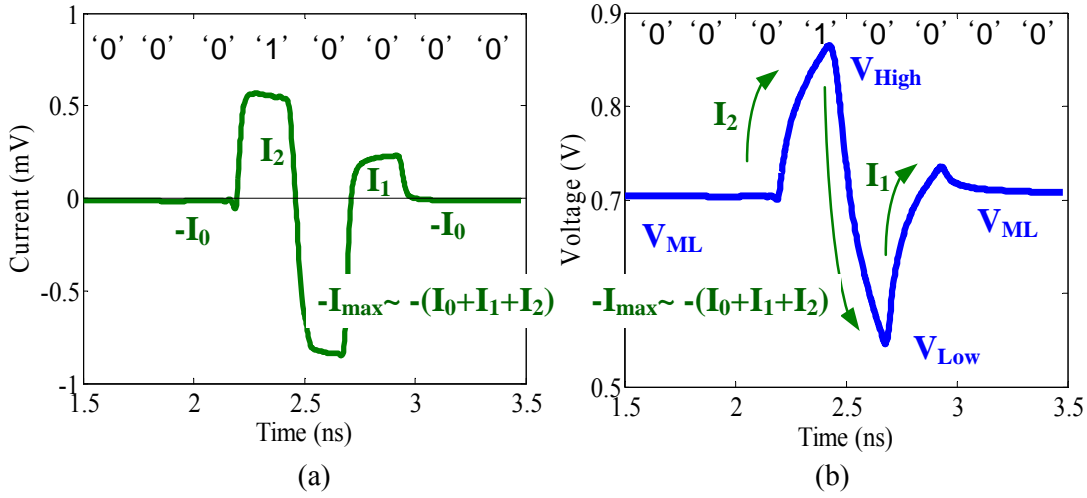 ‘0’ ‘0’ ‘0’ ‘1’ ‘0’ ‘0’ ‘0’ ‘0’
1
0.5
0
-0.5
-1
Current (mV)
I2
I1
-I0
-I0
-Imax~ -(I0+I1+I2)
1.5 2 2.5 3 3.5
Time (ns)
(a)
‘0’ ‘0’ ‘0’ ‘1’ ‘0’ ‘0’ ‘0’ ‘0’
0.9
0.8
0.7
0.6
0.5
Voltage (V)
VHigh
I2
I1
VML
VML
-Imax~ -(I0+I1+I2)
VLow
1.5 2 2.5 3 3.5
Time (ns)
(b)